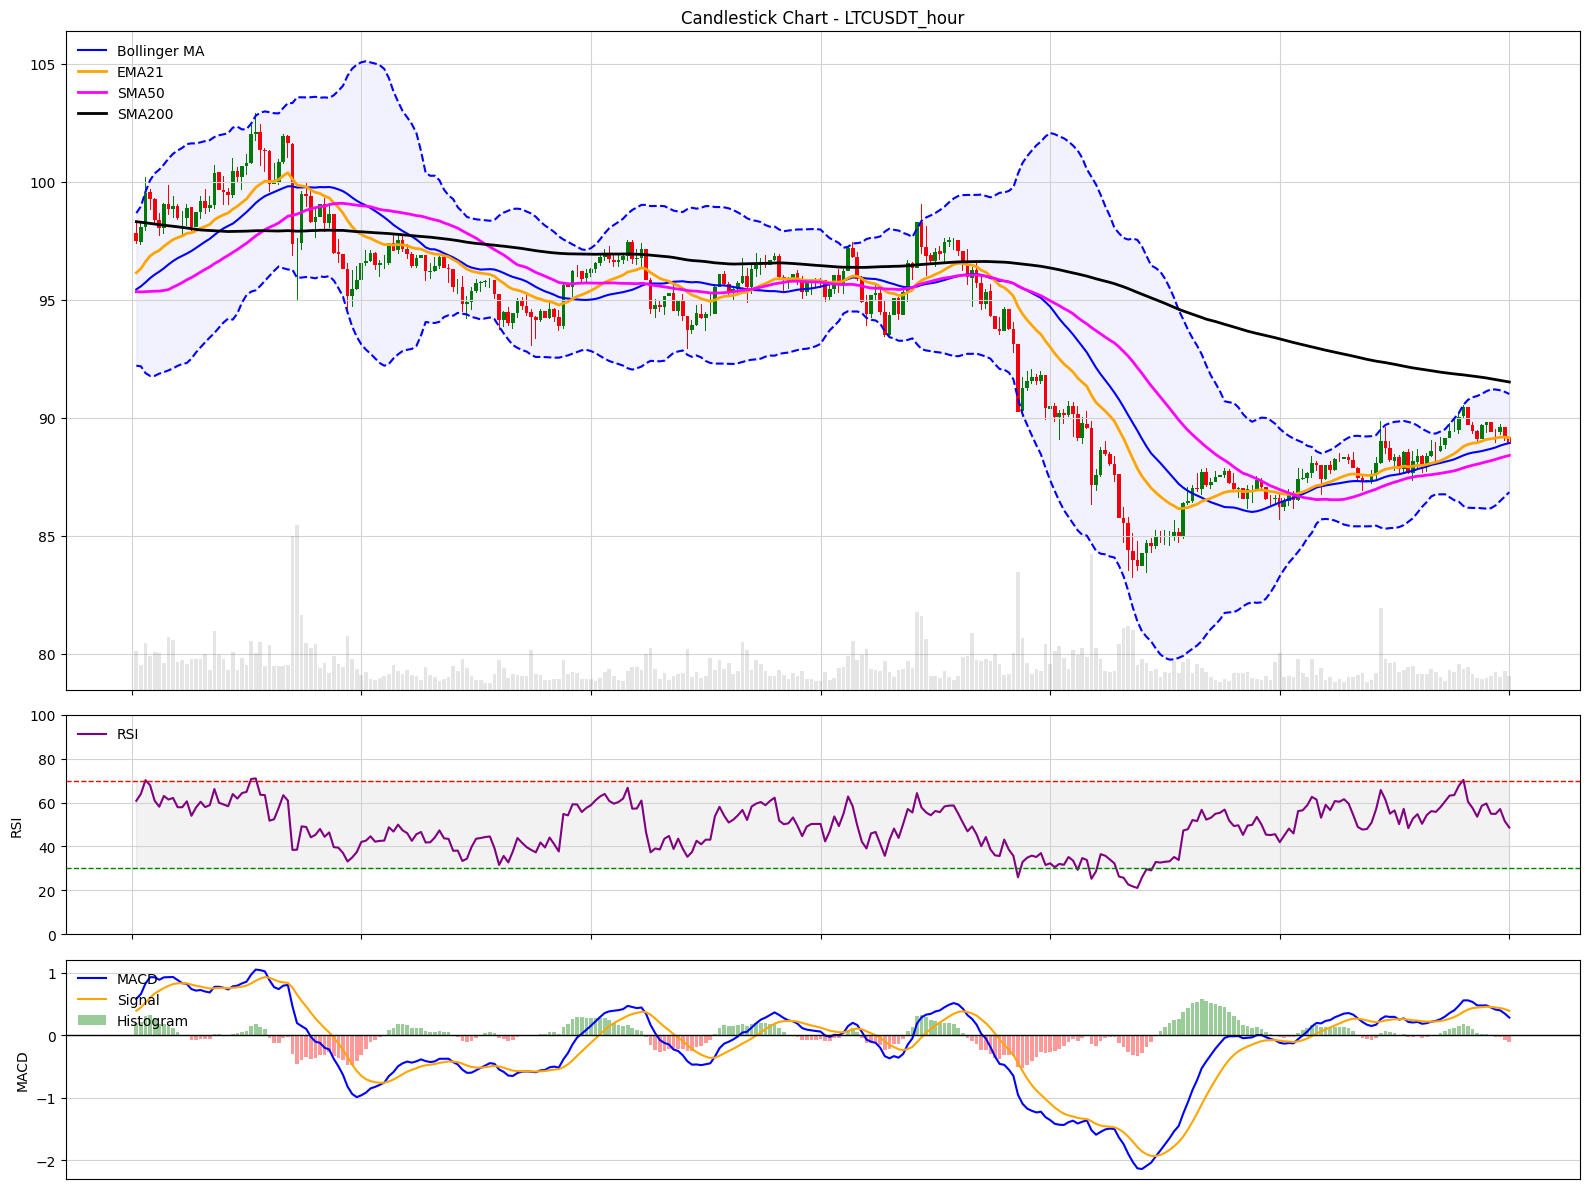 Candlestick Chart - LTCUSDT_hour
Bollinger MA
EMA21
SMA50
SMA200
105
100
95
90
85
80
RSI
100
80
60
40
20
0
RSI
MACD
Signal
Histogram
1
0
−1
−2
MACD